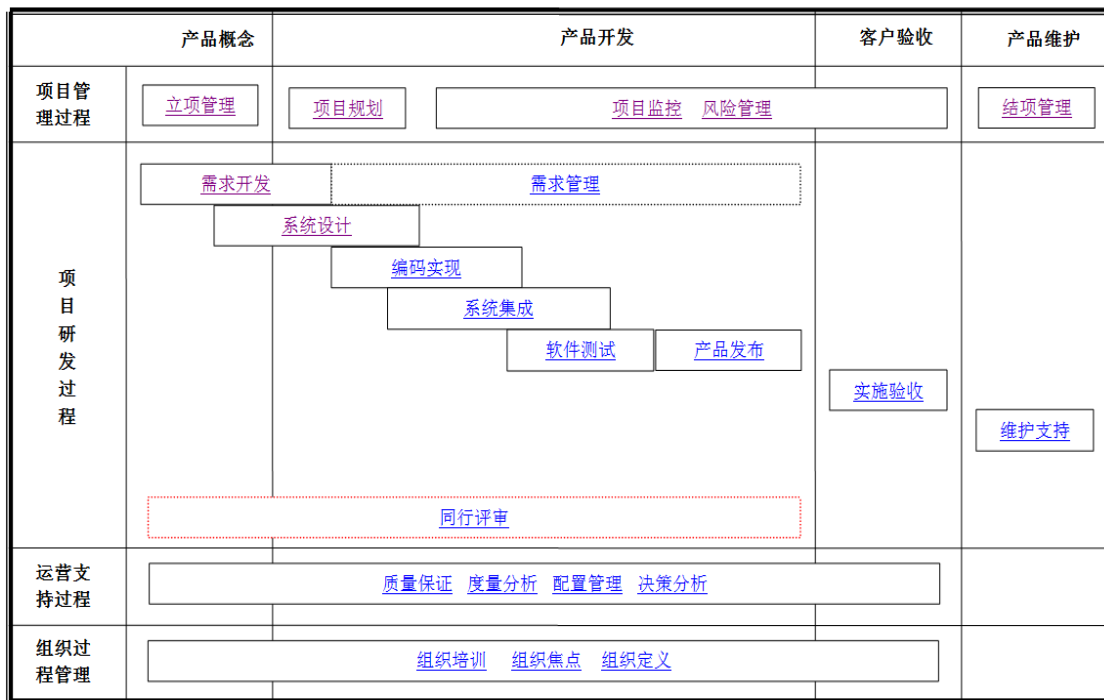 产品概念 产品开发 客户验收 产品维护
项目管
理过程
立项管理 项目规划 项目监控 风险管理 结项管理
项
目
研
发
过
程
需求开发 需求管理
系统设计
编码实现
系统集成
软件测试 产品发布
实施验收
维护支持
同行评审
运营支
持过程
质量保证 度量分析 配置管理 决策分析
组织过
程管理
组织培训 组织焦点 组织定义